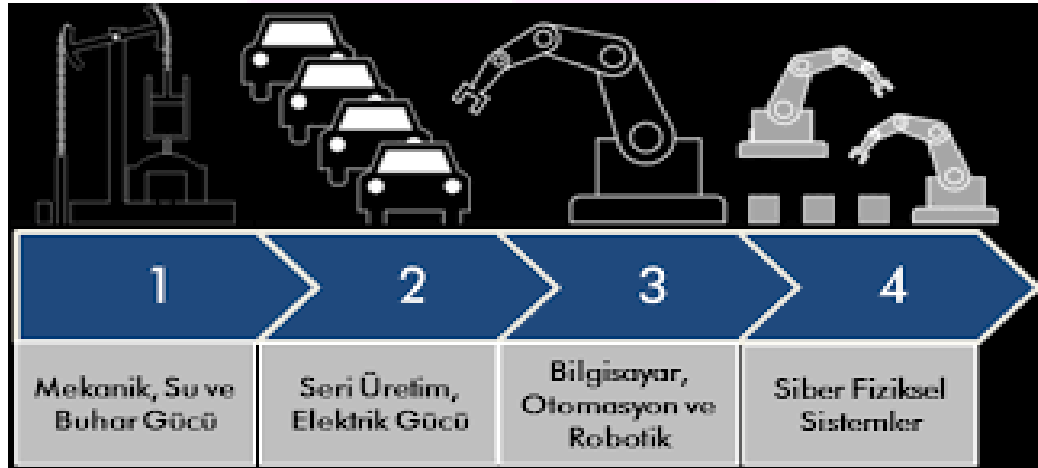 1
2
3
4
Mekanik, Su ve
Buhar Gücü
Seri Üretim,
Elektrik Gücü
Bilgisayar,
Otomasyon ve
Robotik
Siber Fiziksel
Sistemler